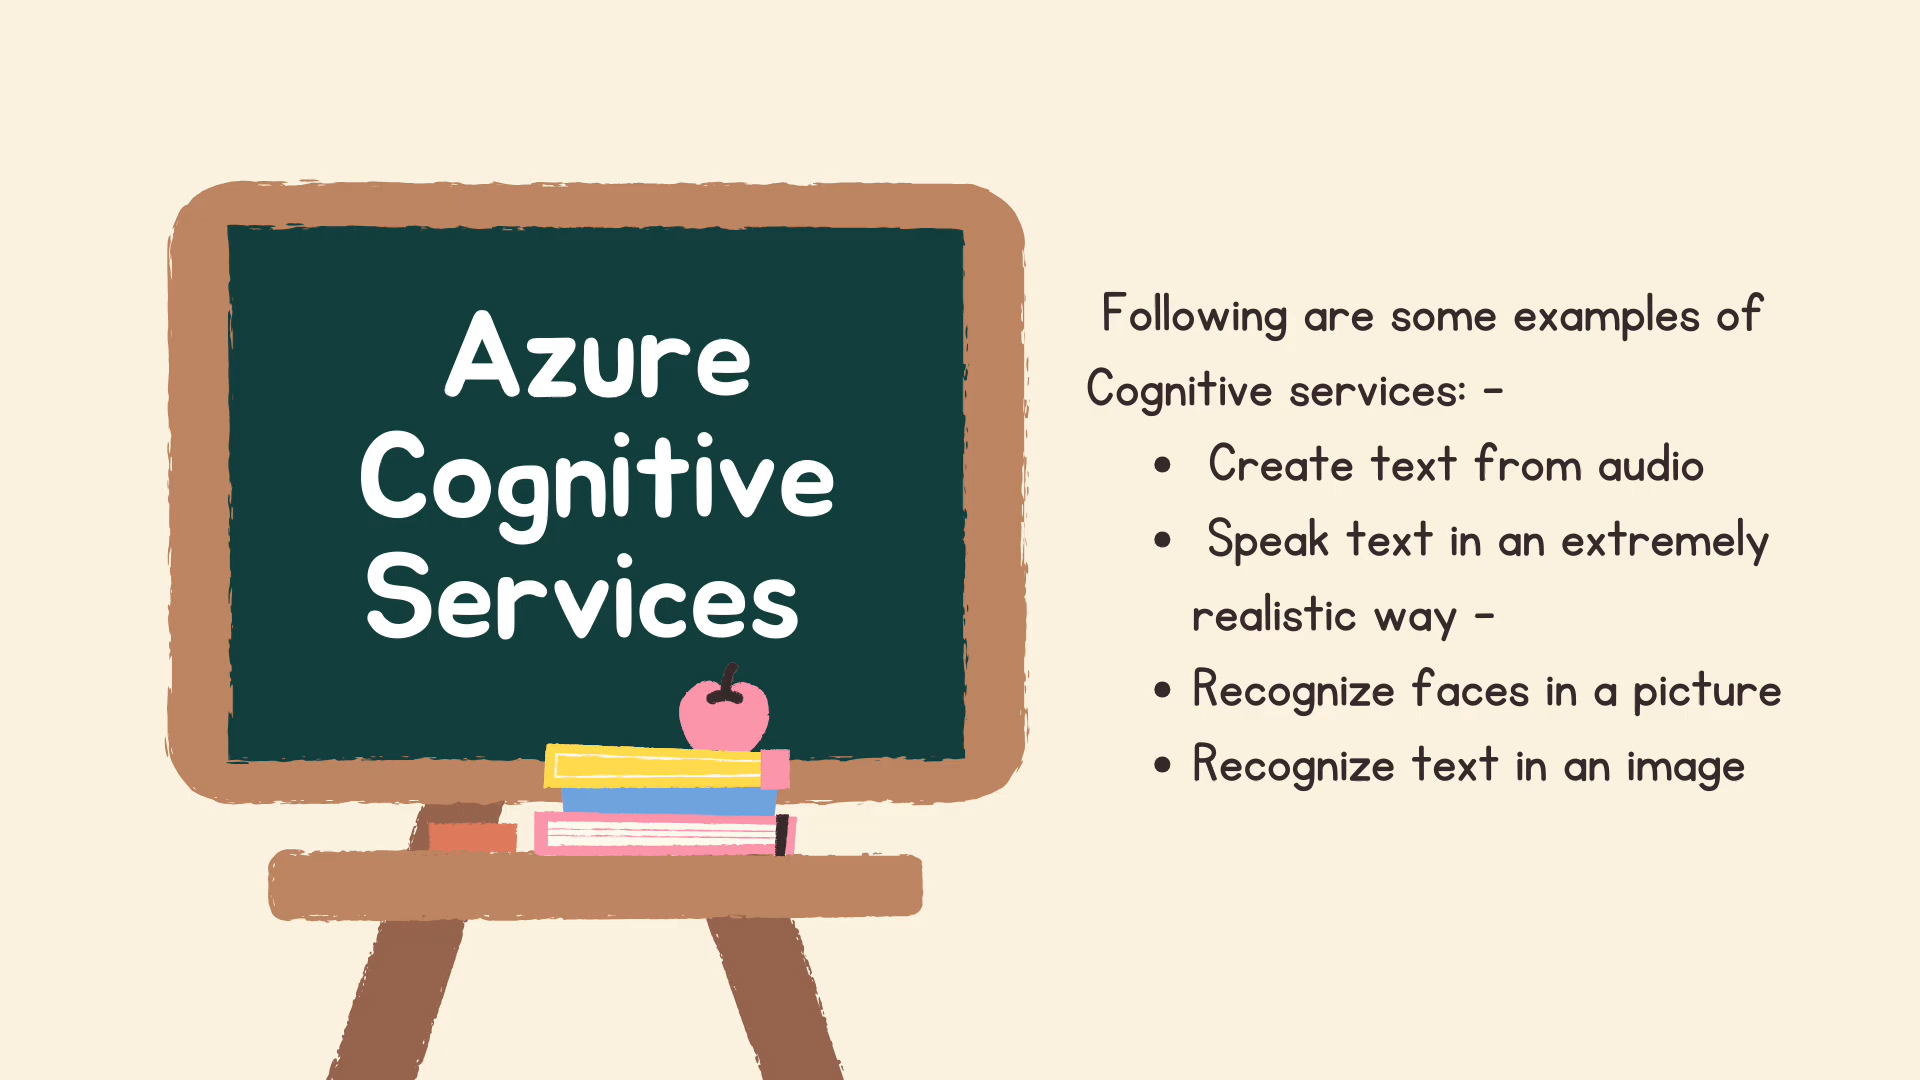 Azure
Cognitive
Services
Following are some examples of
Cognitive services: -
• Create text from audio
• Speak text in an extremely
realistic way -
• Recognize faces in a picture
• Recognize text in an image